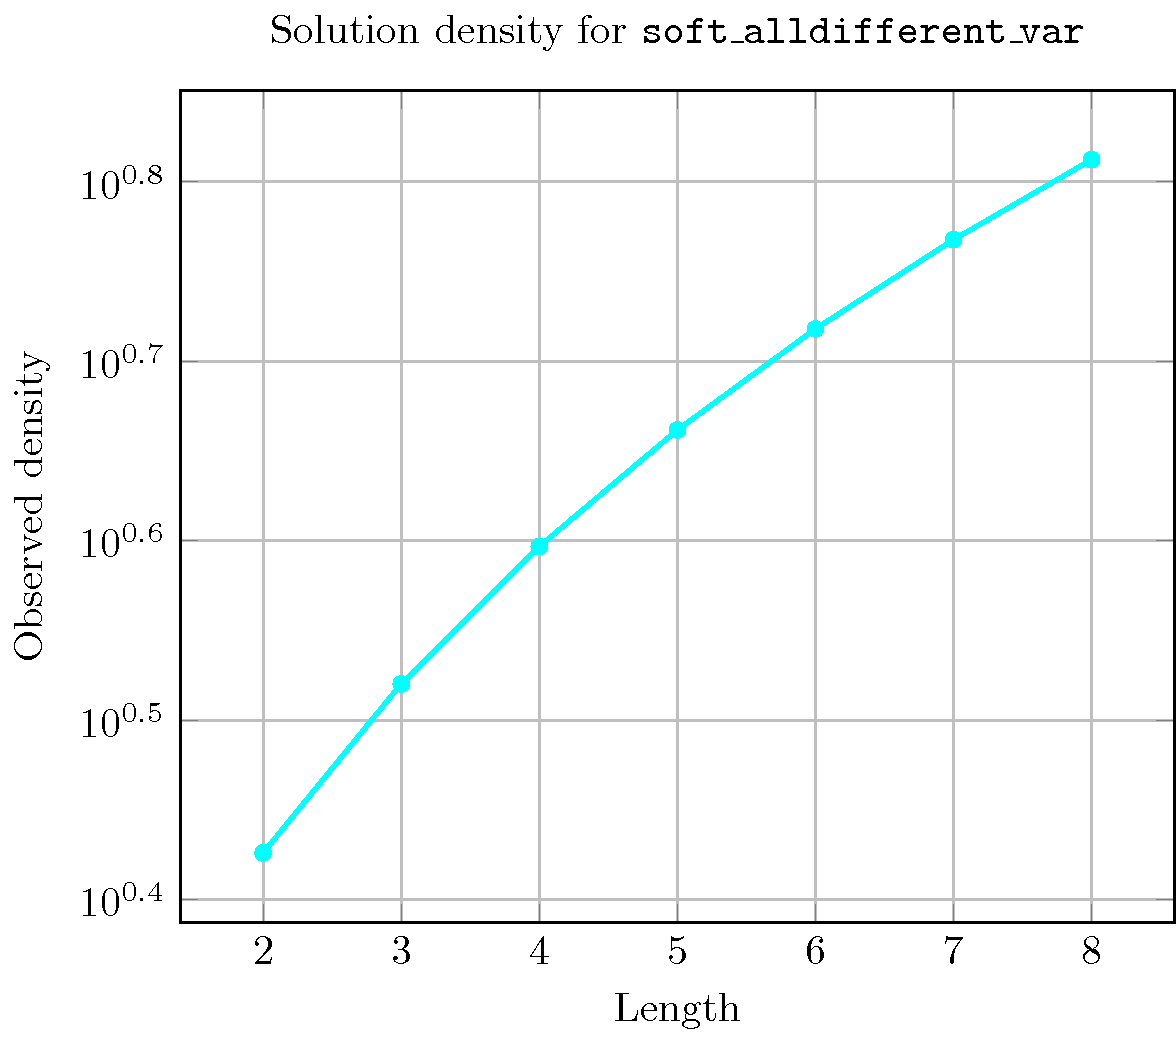 Solution density for soft_alldifferent_var
Observed density
10^0.8
10^0.7
10^0.6
10^0.5
10^0.4
2 3 4 5 6 7 8
Length